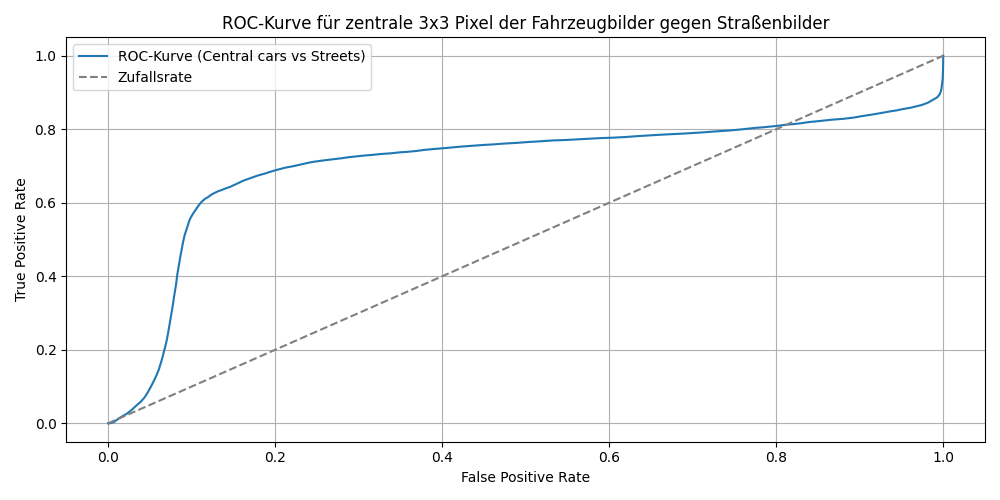 ROC-Kurve für zentrale 3x3 Pixel der Fahrzeugbilder gegen Straßenbilder
ROC-Kurve (Central cars vs Streets)
Zufallsrate
True Positive Rate
1.0
0.8
0.6
0.4
0.2
0.0
0.0 0.2 0.4 0.6 0.8 1.0
False Positive Rate